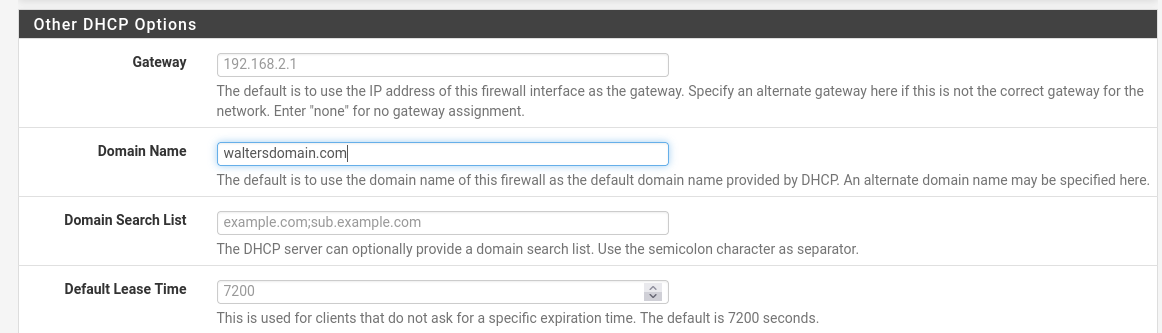 Other DHCP Options
Gateway
192.168.2.1
The default is to use the IP address of this firewall interface as the gateway. Specify an alternate gateway here if this is not the correct gateway for the
network. Enter "none" for no gateway assignment.
Domain Name
waltersdomain.com
The default is to use the domain name of this firewall as the default domain name provided by DHCP. An alternate domain name may be specified here.
Domain Search List
example.com;sub.example.com
The DHCP server can optionally provide a domain search list. Use the semicolon character as separator.
Default Lease Time
7200
This is used for clients that do not ask for a specific expiration time. The default is 7200 seconds.